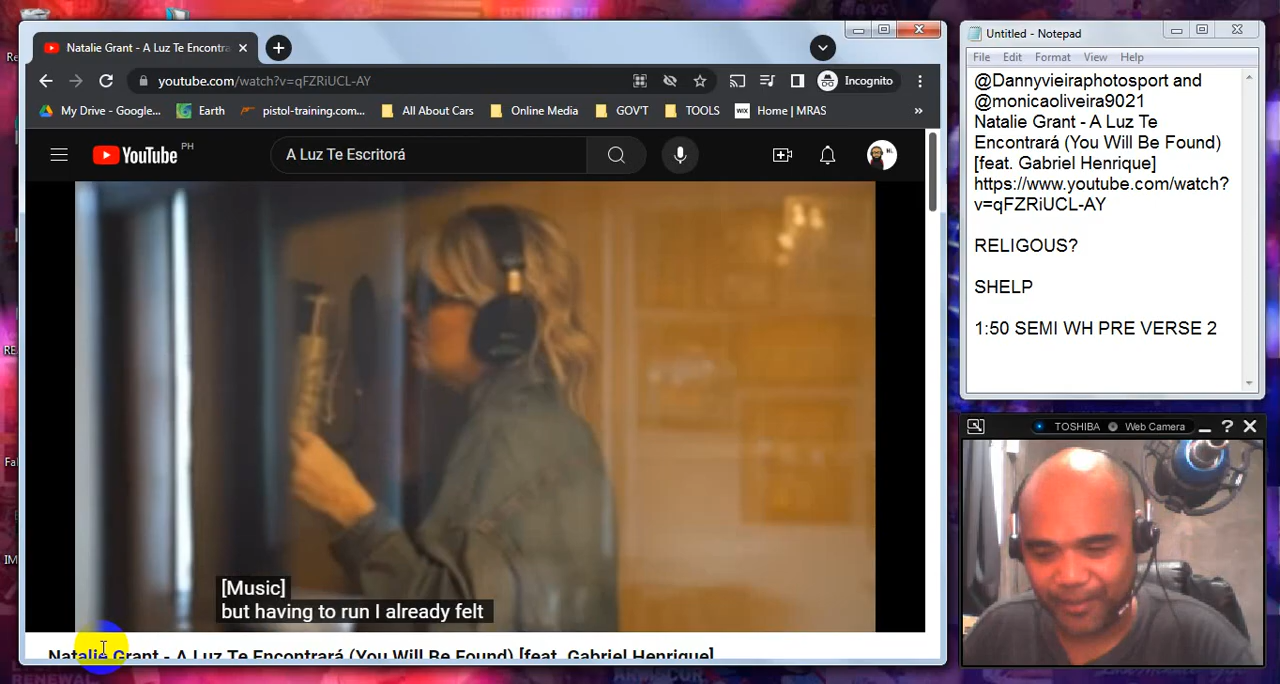 Natalie Grant - A Luz Te Encontra
youtube.com/watch?v=qFZRiUCL-AY
Incognito
My Drive - Google...
Earth
pistol-training.com...
All About Cars
Online Media
GOV'T
TOOLS
WIX
Home | MRAS
»
YouTube PH
A Luz Te Escritorá
[Music]
but having to run I already felt
Natalie Grant - A Luz Te Encontrará (You Will Be Found) [feat. Gabriel Henrique]
Untitled - Notepad
File Edit Format View Help
@Dannyvieiraphotosport and
@monicaoliveira9021
Natalie Grant - A Luz Te
Encontrará (You Will Be Found)
[feat. Gabriel Henrique]
https://www.youtube.com/watch?
v=qFZRiUCL-AY
RELIGOUS?
SHELP
1:50 SEMI WH PRE VERSE 2
TOSHIBA Web Camera
RENEWAL